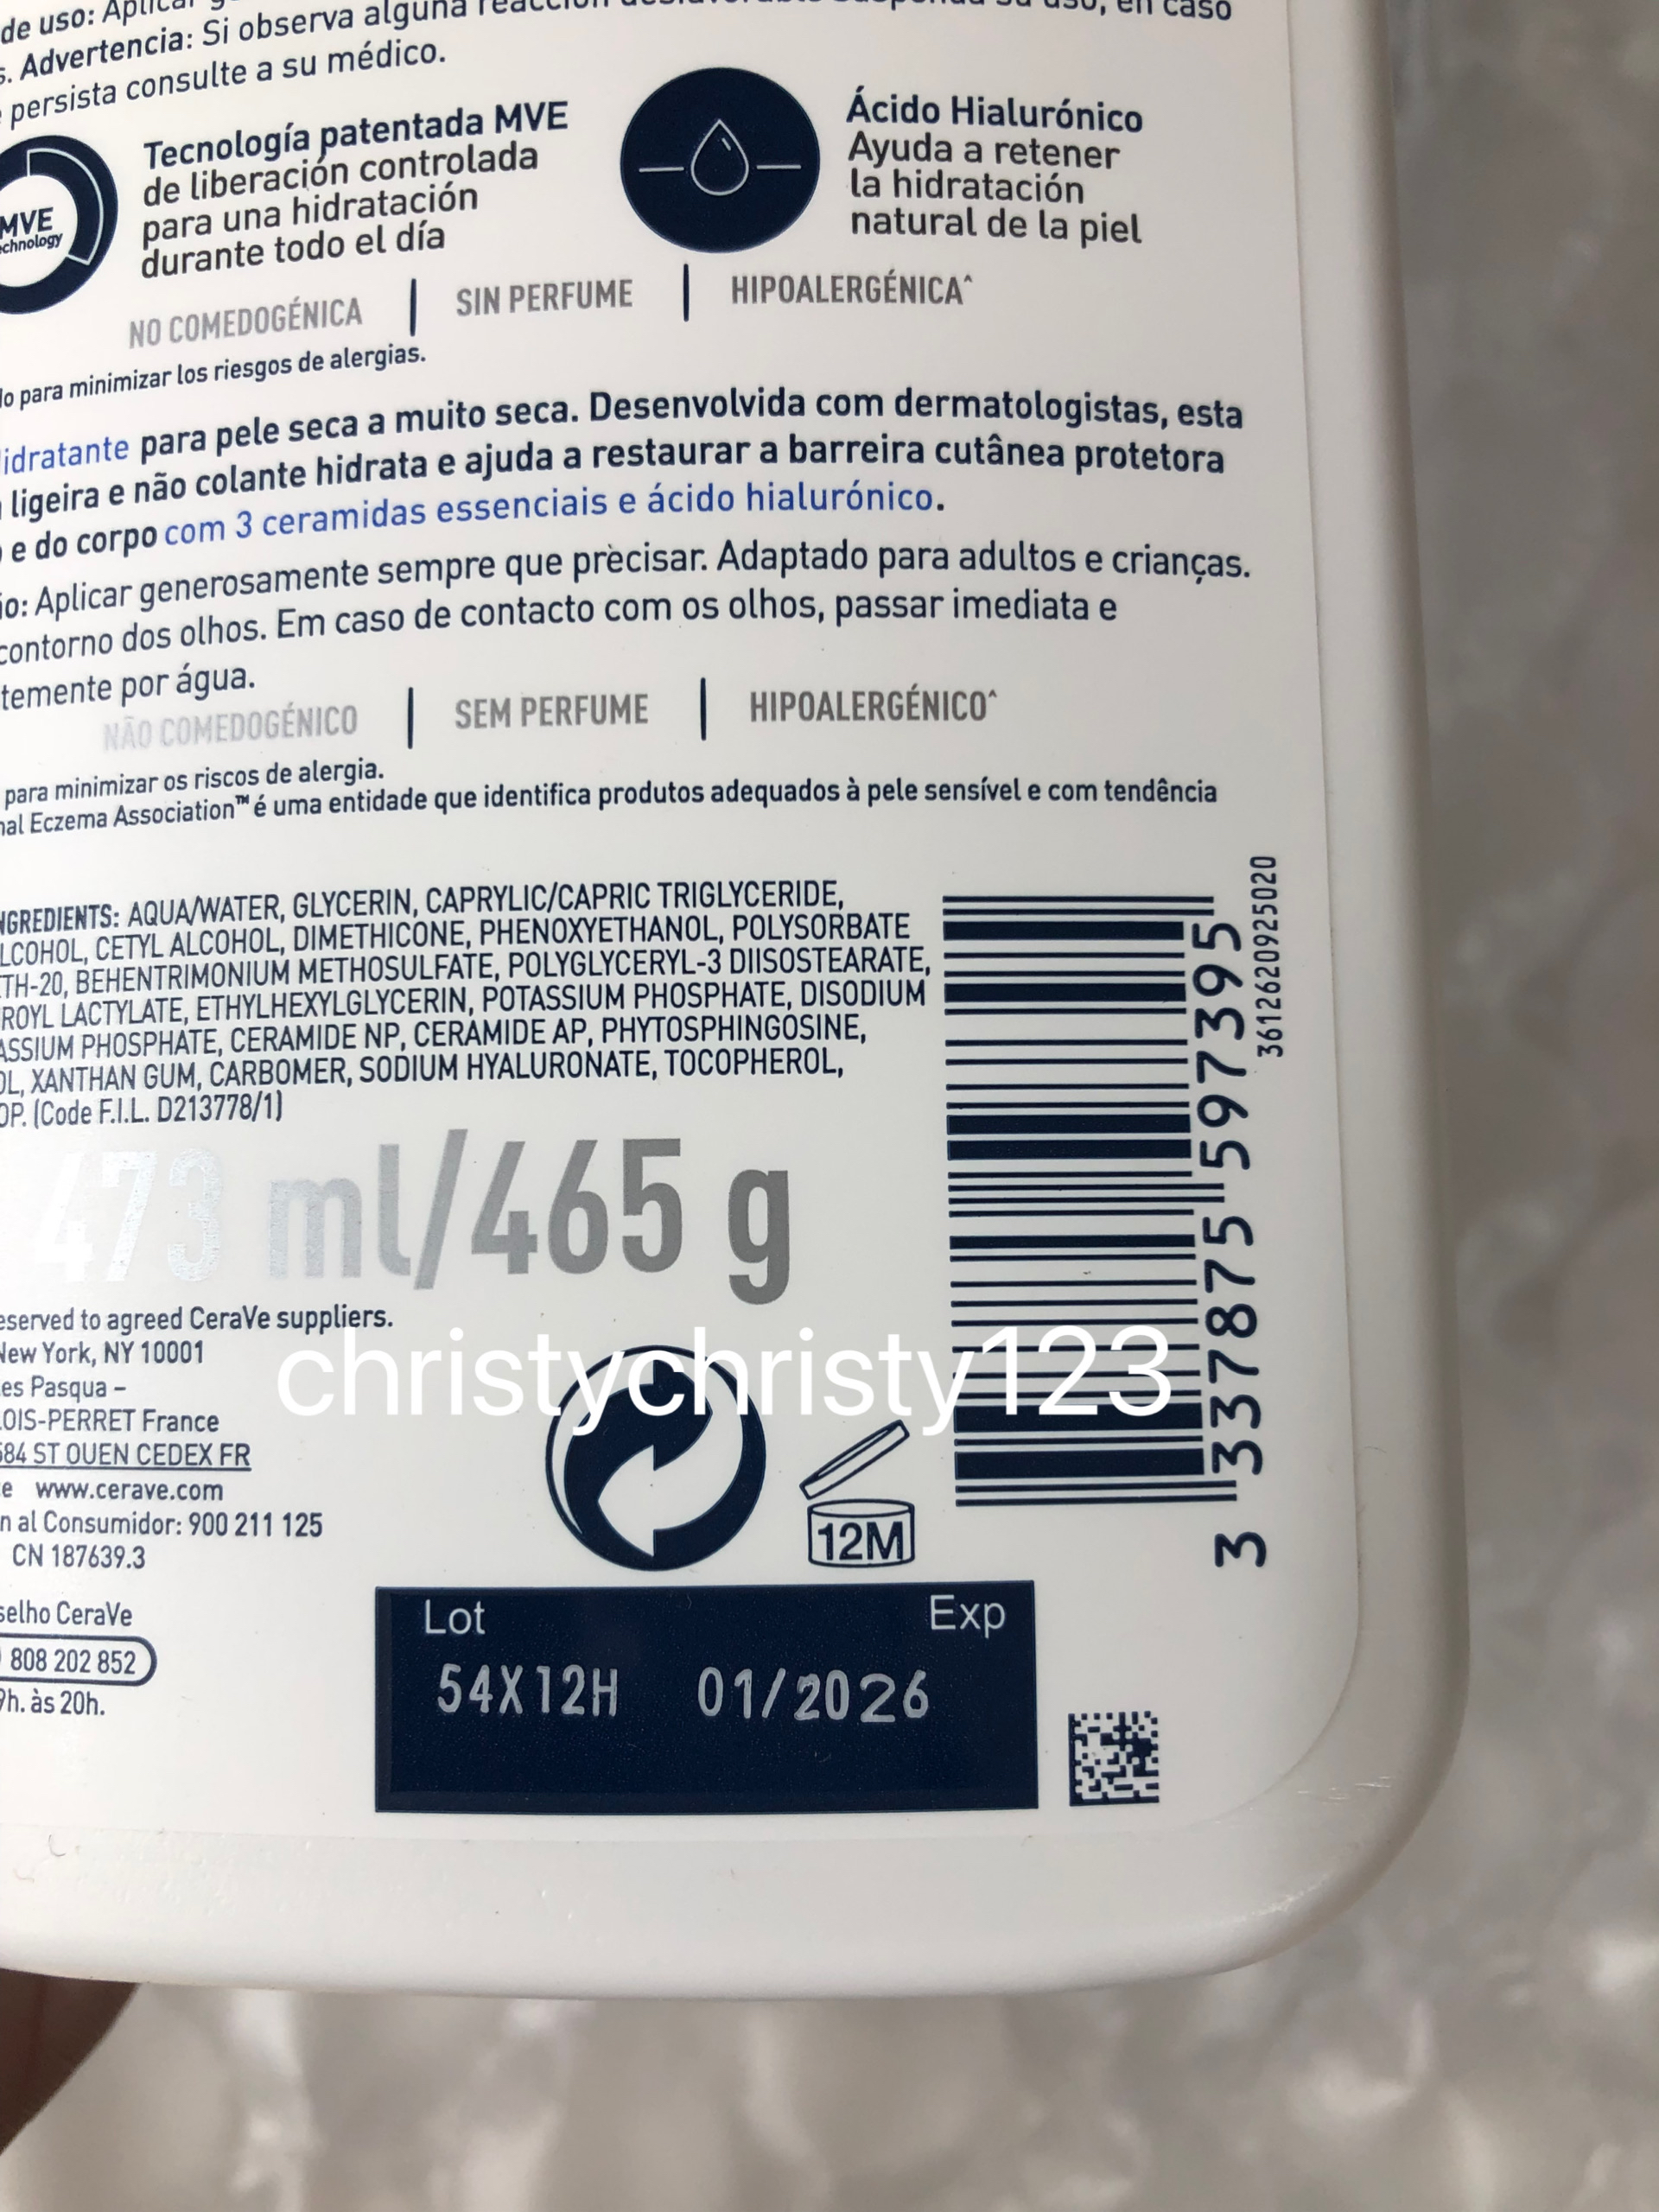 de uso: Aplicar
s. Advertencia: Si observa alguna reacción desfavorable suspenda su uso, en caso
persista consulte a su médico.
MVE
chnology
Tecnología patentada MVE
de liberación controlada
para una hidratación
durante todo el día
Ácido Hialurónico
Ayuda a retener
la hidratación
natural de la piel
NO COMEDOGÉNICA | SIN PERFUME | HIPOALERGÉNICA^
do para minimizar los riesgos de alergias.
idratante para pele seca a muito seca. Desenvolvida com dermatologistas, esta
ligeira e não colante hidrata e ajuda a restaurar a barreira cutânea protetora
e do corpo com 3 ceramidas essenciais e ácido hialurónico.
ão: Aplicar generosamente sempre que prècisar. Adaptado para adultos e crianças.
contorno dos olhos. Em caso de contacto com os olhos, passar imediata e
temente por água.
NÃO COMEDOGÉNICO | SEM PERFUME | HIPOALERGÉNICO^
para minimizar os riscos de alergia.
nal Eczema Association™ é uma entidade que identifica produtos adequados à pele sensível e com tendência
NGREDIENTS: AQUA/WATER, GLYCERIN, CAPRYLIC/CAPRIC TRIGLYCERIDE,
LCOHOL, CETYL ALCOHOL, DIMETHICONE, PHENOXYETHANOL, POLYSORBATE
TH-20, BEHENTRIMONIUM METHOSULFATE, POLYGLYCERYL-3 DIISOSTEARATE,
ROYL LACTYLATE, ETHYLHEXYLGLYCERIN, POTASSIUM PHOSPHATE, DISODIUM
ASSIUM PHOSPHATE, CERAMIDE NP, CERAMIDE AP, PHYTOSPHINGOSINE,
OL, XANTHAN GUM, CARBOMER, SODIUM HYALURONATE, TOCOPHEROL,
OP. (Code F.I.L. D213778/1)
473 ml/465 g
3 337875 597395
3612620925020
eserved to agreed CeraVe suppliers.
New York, NY 10001
es Pasqua –
LOIS-PERRET France
584 ST OUEN CEDEX FR
e www.cerave.com
n al Consumidor: 900 211 125
CN 187639.3
selho CeraVe
808 202 852
9h. às 20h.
christychristy123
12M
Lot Exp
54X12H 01/2026